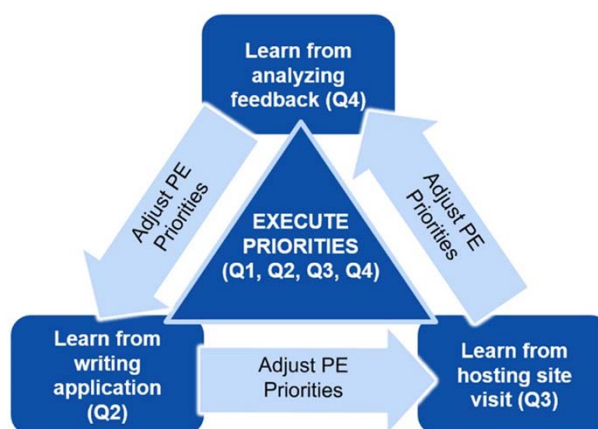 Learn from
analyzing
feedback (Q4)
Adjust PE
Priorities
Adjust PE
Priorities
EXECUTE
PRIORITIES
(Q1, Q2, Q3, Q4)
Learn from
writing
application
(Q2)
Adjust PE
Priorities
Learn from
hosting site
visit (Q3)